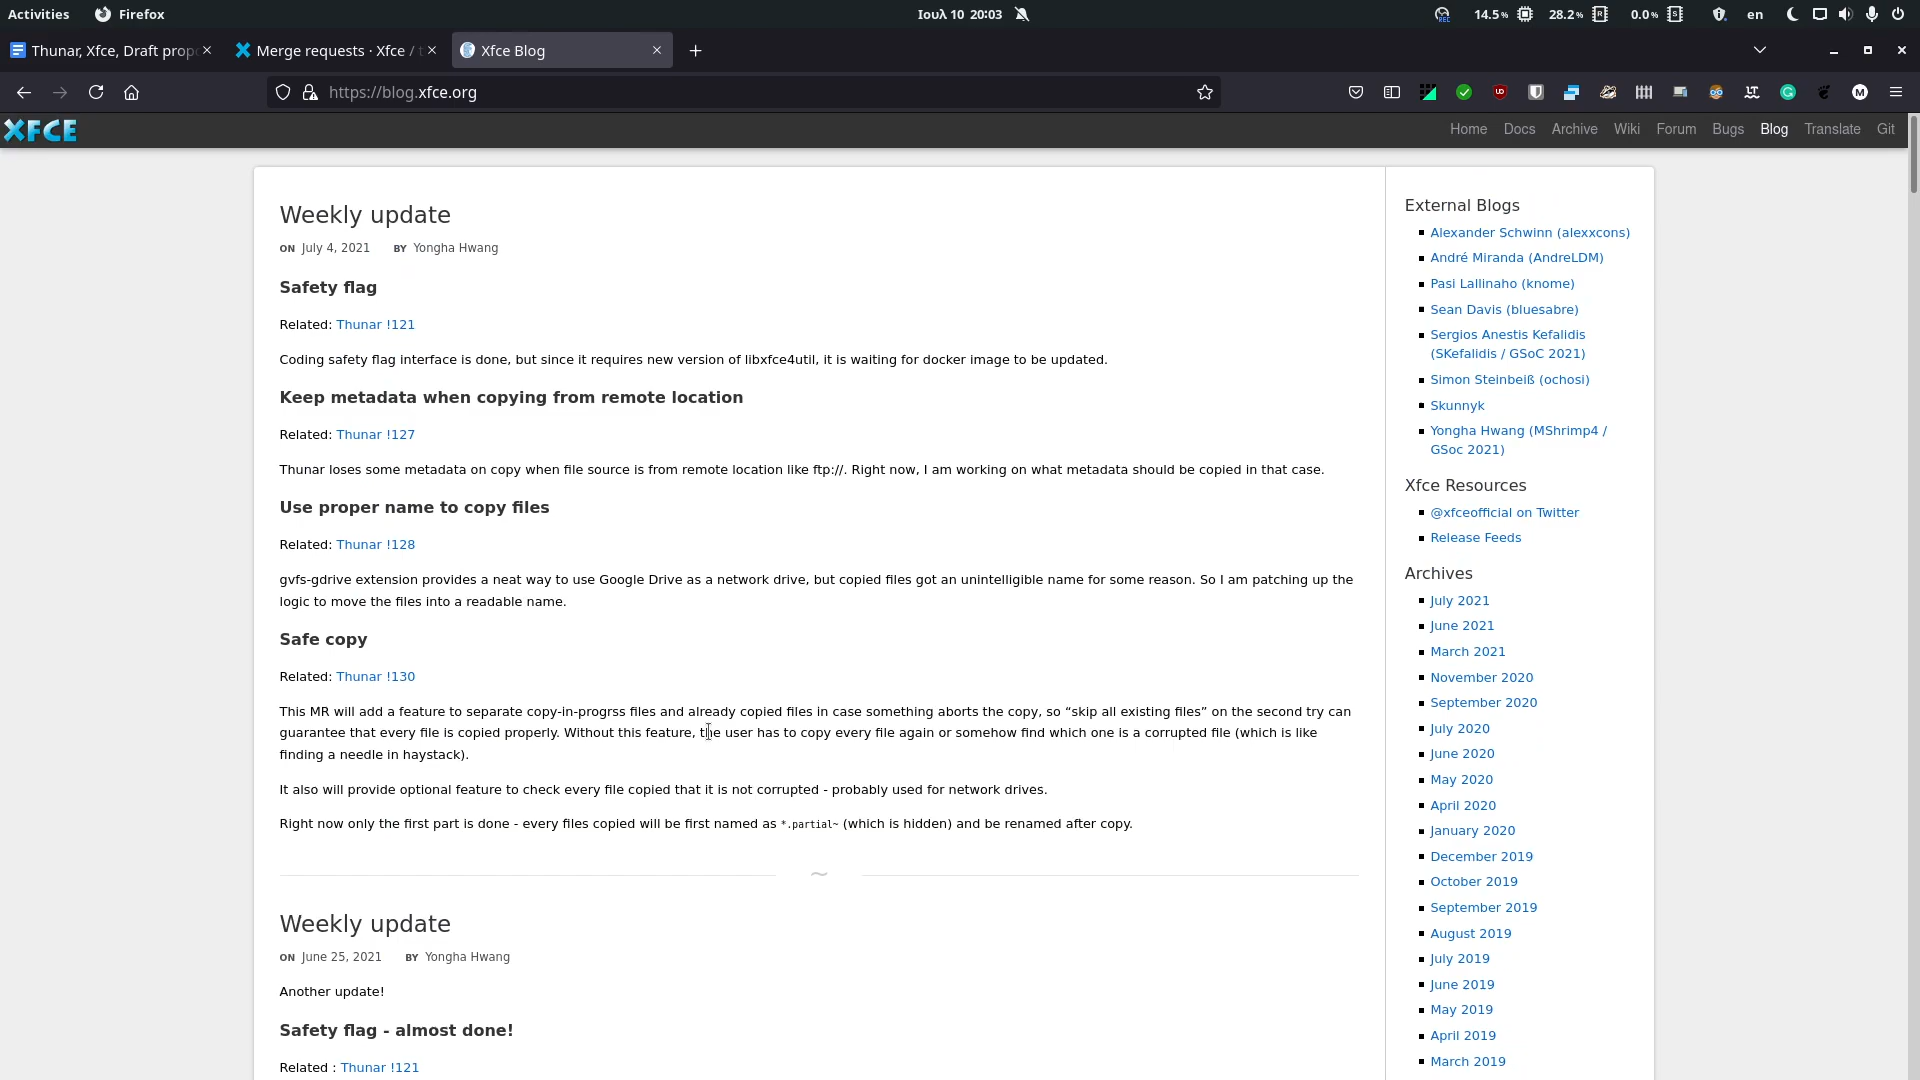 Activities Firefox Ιουλ 10 20:03 14.5% 28.2% 0.0% en
Thunar, Xfce, Draft prop Merge requests · Xfce / t Xfce Blog
https://blog.xfce.org
XFCE Home Docs Archive Wiki Forum Bugs Blog Translate Git
Weekly update
ON July 4, 2021 BY Yongha Hwang
Safety flag
Related: Thunar !121
Coding safety flag interface is done, but since it requires new version of libxfce4util, it is waiting for docker image to be updated.
Keep metadata when copying from remote location
Related: Thunar !127
Thunar loses some metadata on copy when file source is from remote location like ftp://. Right now, I am working on what metadata should be copied in that case.
Use proper name to copy files
Related: Thunar !128
gvfs-gdrive extension provides a neat way to use Google Drive as a network drive, but copied files got an unintelligible name for some reason. So I am patching up the
logic to move the files into a readable name.
Safe copy
Related: Thunar !130
This MR will add a feature to separate copy-in-progrss files and already copied files in case something aborts the copy, so “skip all existing files” on the second try can
guarantee that every file is copied properly. Without this feature, the user has to copy every file again or somehow find which one is a corrupted file (which is like
finding a needle in haystack).
It also will provide optional feature to check every file copied that it is not corrupted - probably used for network drives.
Right now only the first part is done - every files copied will be first named as *.partial~ (which is hidden) and be renamed after copy.
~
Weekly update
ON June 25, 2021 BY Yongha Hwang
Another update!
Safety flag - almost done!
Related : Thunar !121
External Blogs
Alexander Schwinn (alexxcons)
André Miranda (AndreLDM)
Pasi Lallinaho (knome)
Sean Davis (bluesabre)
Sergios Anestis Kefalidis
(SKefalidis / GSoC 2021)
Simon Steinbeiß (ochosi)
Skunnyk
Yongha Hwang (MShrimp4 /
GSoc 2021)
Xfce Resources
@xfceofficial on Twitter
Release Feeds
Archives
July 2021
June 2021
March 2021
November 2020
September 2020
July 2020
June 2020
May 2020
April 2020
January 2020
December 2019
October 2019
September 2019
August 2019
July 2019
June 2019
May 2019
April 2019
March 2019